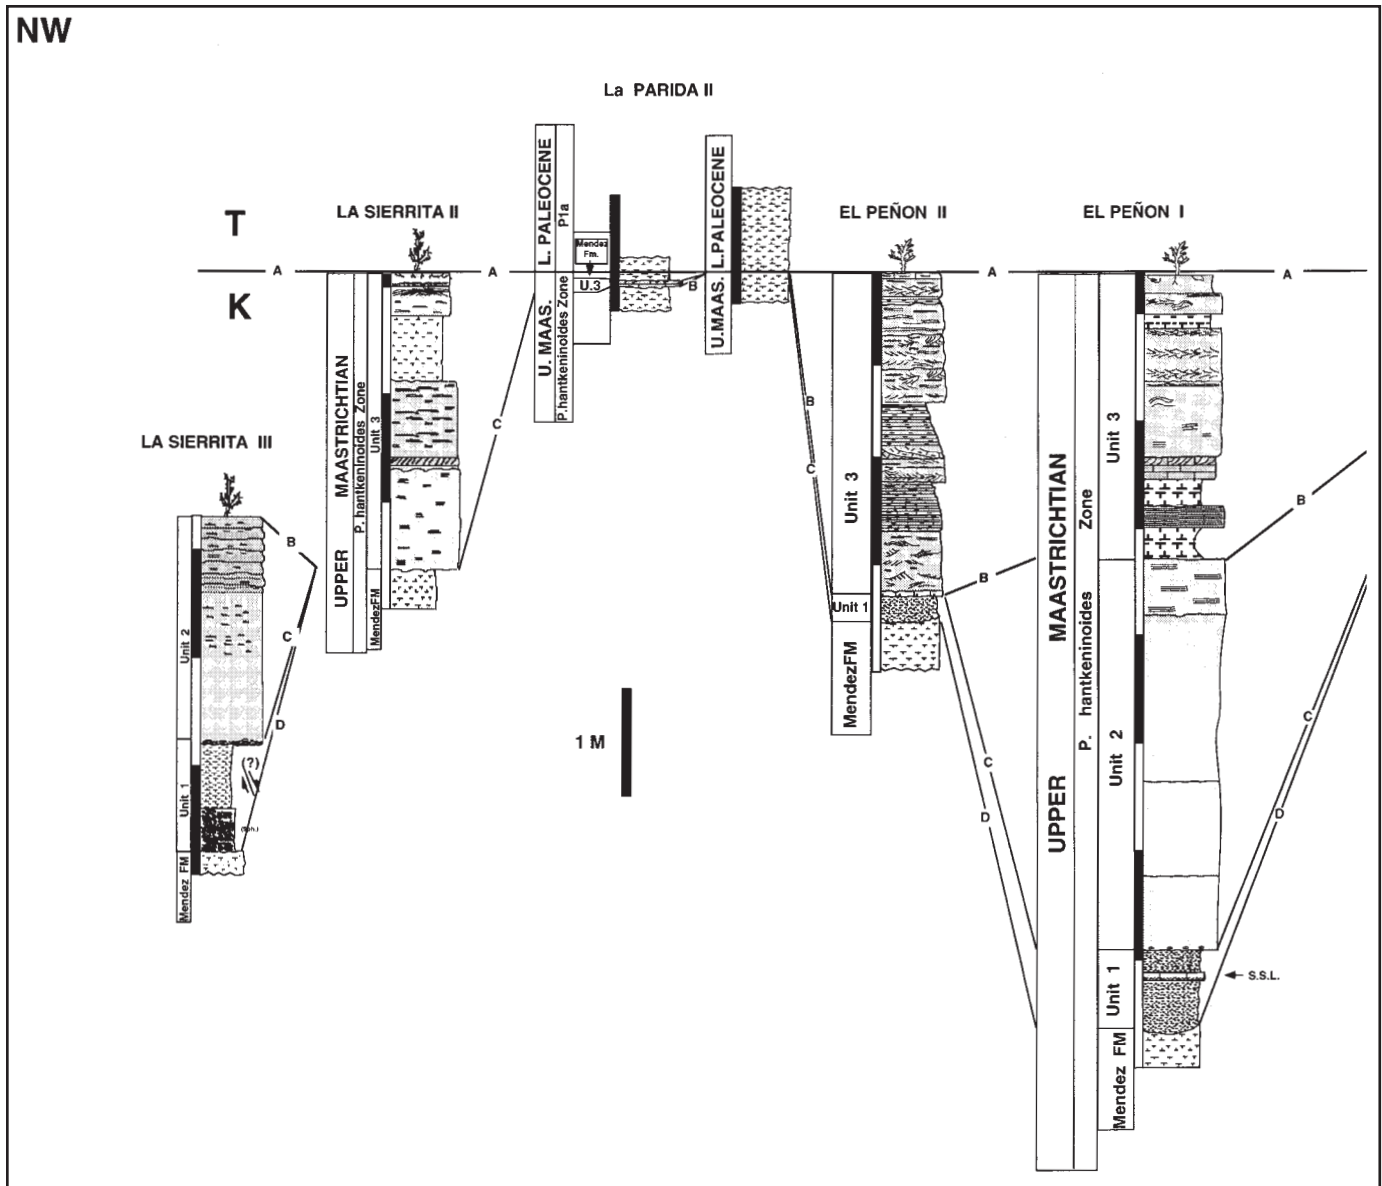 NW
La PARIDA II
T
K
LA SIERRITA II
EL PEÑON II
EL PEÑON I
A
A
A
A
LA SIERRITA III
Unit 2
Unit 1
Mendez FM
B
C
D
(?)
UPPER MAASTRICHTIAN
P. hantkeninoides Zone
Unit 3
MendezFM
C
U. MAAS. L. PALEOCENE
P.hantkeninoides Zone P1a
Mendez
Fm.
U.3
B
U.MAAS. L.PALEOCENE
B
C
Unit 3
Unit 1
MendezFM
B
C
D
UPPER MAASTRICHTIAN
P. hantkeninoides Zone
Unit 3
Unit 2
Unit 1
Mendez FM
B
C
D
S.S.L.
1 M